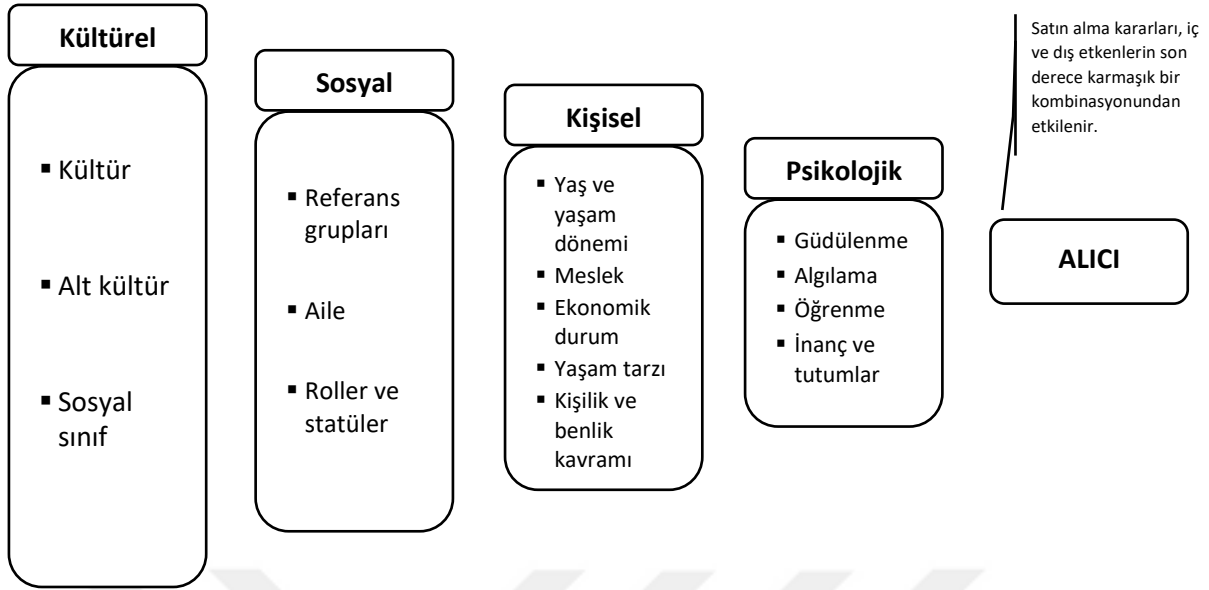 Kültürel
▪ Kültür
▪ Alt kültür
▪ Sosyal
sınıf
Sosyal
▪ Referans
grupları
▪ Aile
▪ Roller ve
statüler
Kişisel
▪ Yaş ve
yaşam
dönemi
▪ Meslek
▪ Ekonomik
durum
▪ Yaşam tarzı
▪ Kişilik ve
benlik
kavramı
Psikolojik
▪ Güdülenme
▪ Algılama
▪ Öğrenme
▪ İnanç ve
tutumlar
Satın alma kararları, iç
ve dış etkenlerin son
derece karmaşık bir
kombinasyonundan
etkilenir.
ALICI